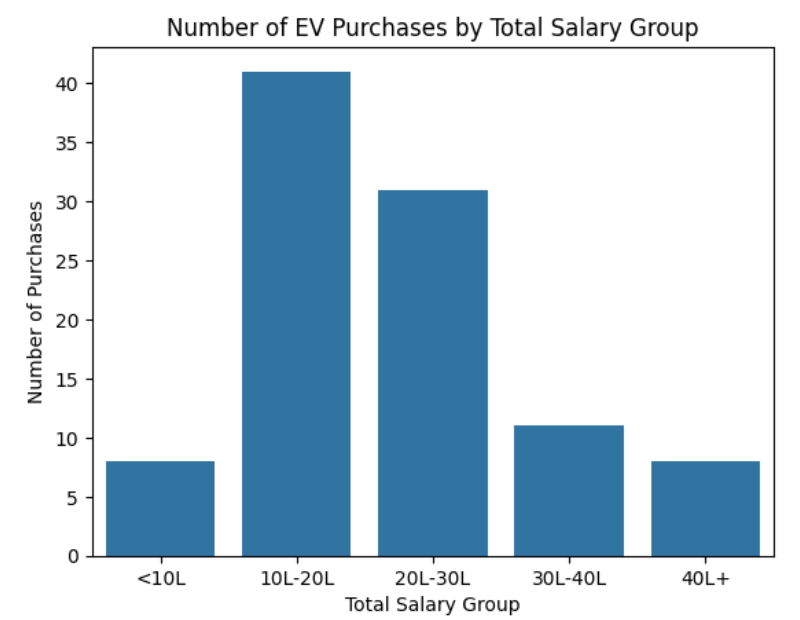 Number of EV Purchases by Total Salary Group
Number of Purchases
40
35
30
25
20
15
10
5
0
<10L
10L-20L
20L-30L
30L-40L
40L+
Total Salary Group